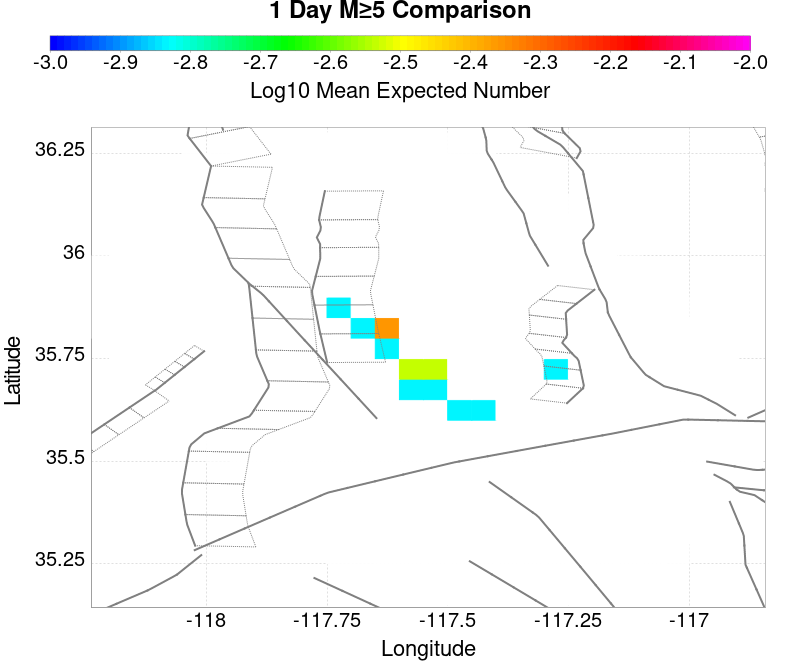 1 Day M≥5 Comparison
-3.0 -2.9 -2.8 -2.7 -2.6 -2.5 -2.4 -2.3 -2.2 -2.1 -2.0
Log10 Mean Expected Number
36.25
36
35.75
35.5
35.25
Latitude
-118 -117.75 -117.5 -117.25 -117
Longitude